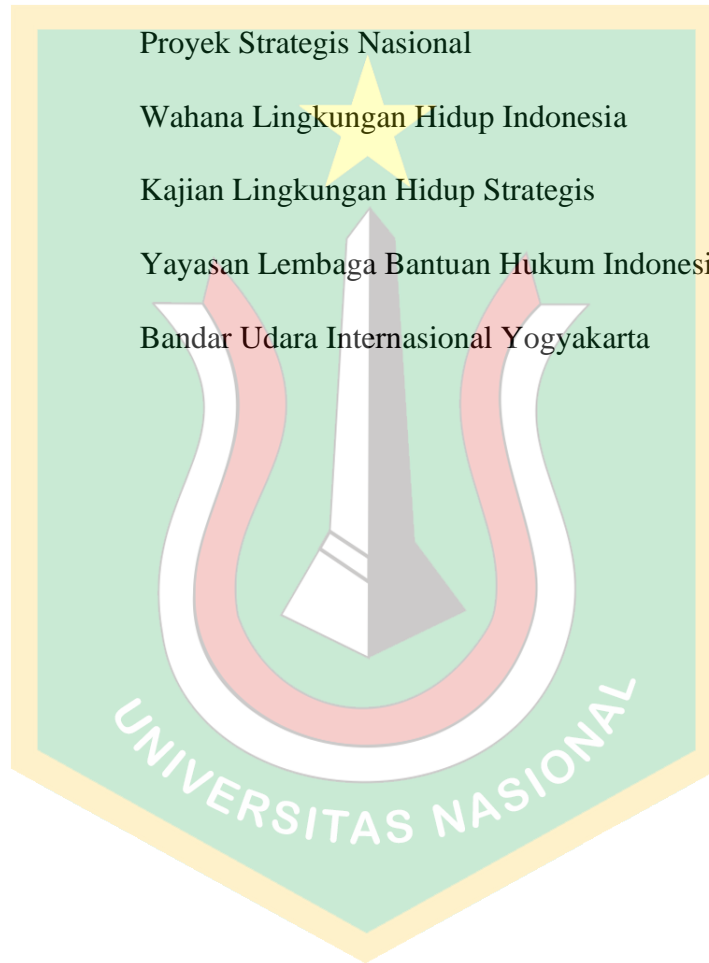 Proyek Strategis Nasional
Wahana Lingkungan Hidup Indonesia
Kajian Lingkungan Hidup Strategis
Yayasan Lembaga Bantuan Hukum Indonesi
Bandar Udara Internasional Yogyakarta
UNIVERSITAS NASIONAL